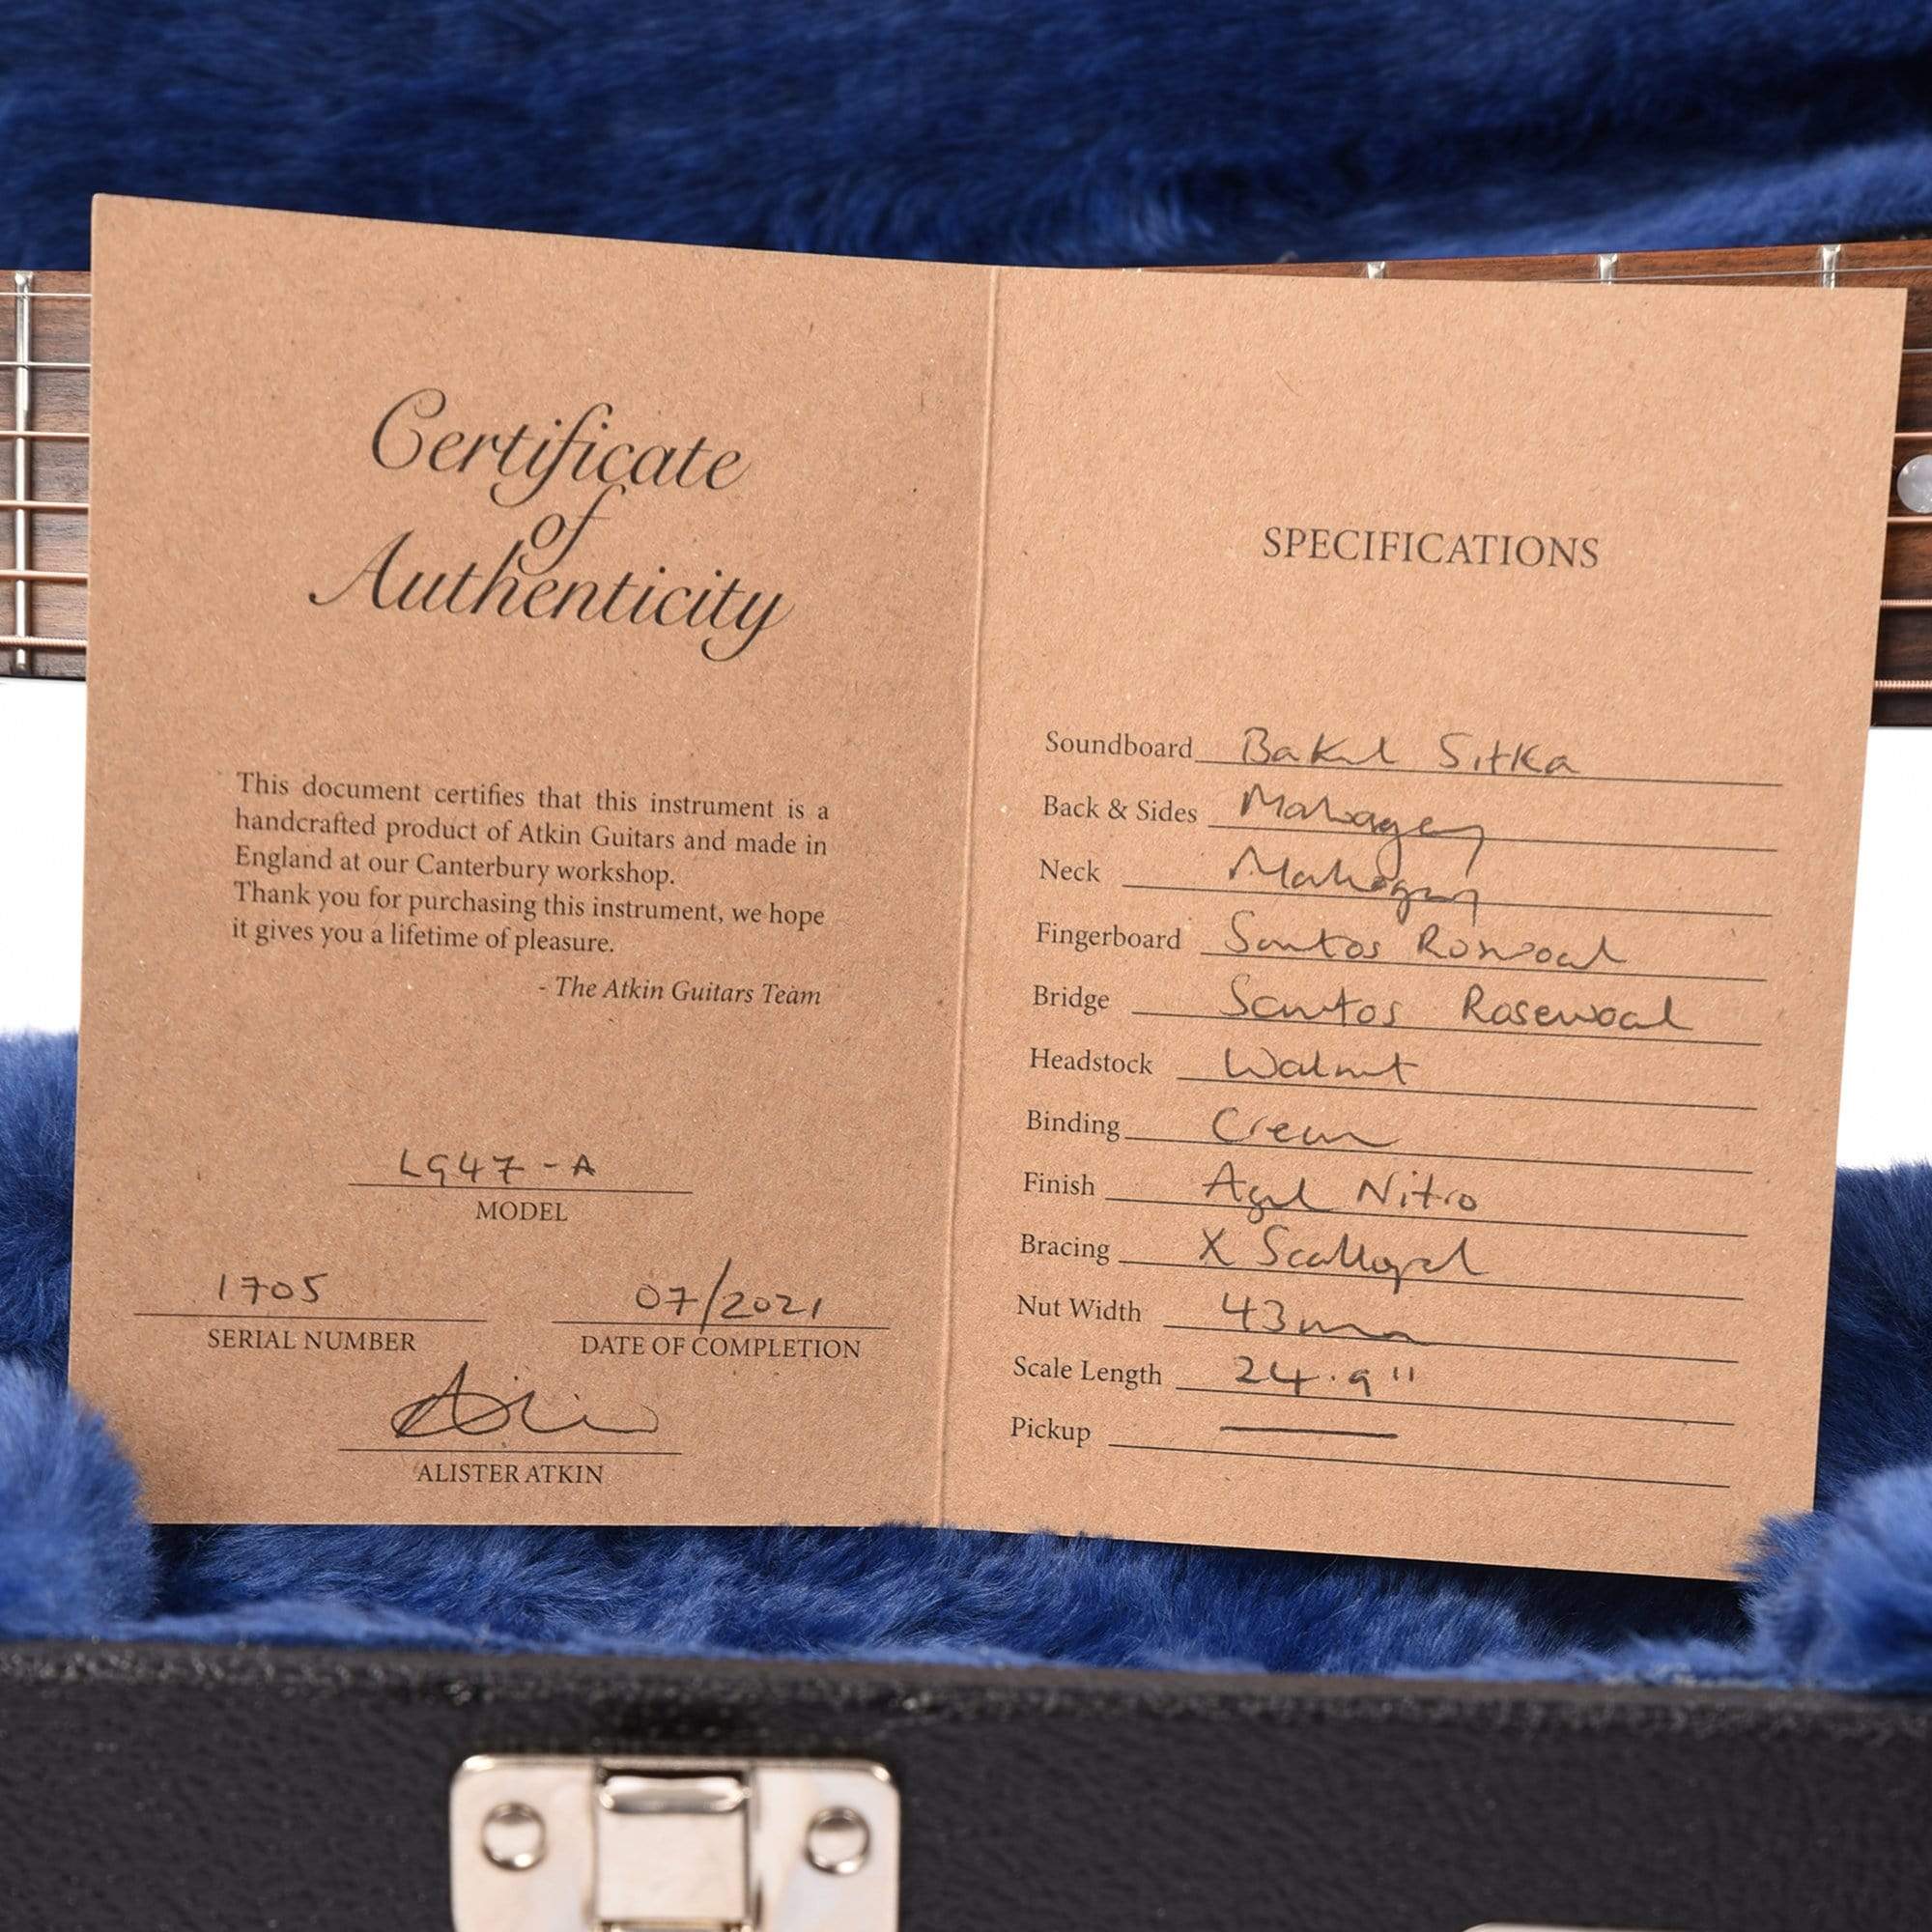 Certificate
of
Authenticity
This document certifies that this instrument is a
handcrafted product of Atkin Guitars and made in
England at our Canterbury workshop.
Thank you for purchasing this instrument, we hope
it gives you a lifetime of pleasure.
- The Atkin Guitars Team
LG47-A
MODEL
1705
SERIAL NUMBER
07/2021
DATE OF COMPLETION
ALISTER ATKIN
SPECIFICATIONS
Soundboard Baked Sitka
Back & Sides Mahogany
Neck Mahogany
Fingerboard Santos Rosewood
Bridge Santos Rosewood
Headstock Walnut
Binding Cream
Finish Aged Nitro
Bracing X Scalloped
Nut Width 43mm
Scale Length 24.9"
Pickup —